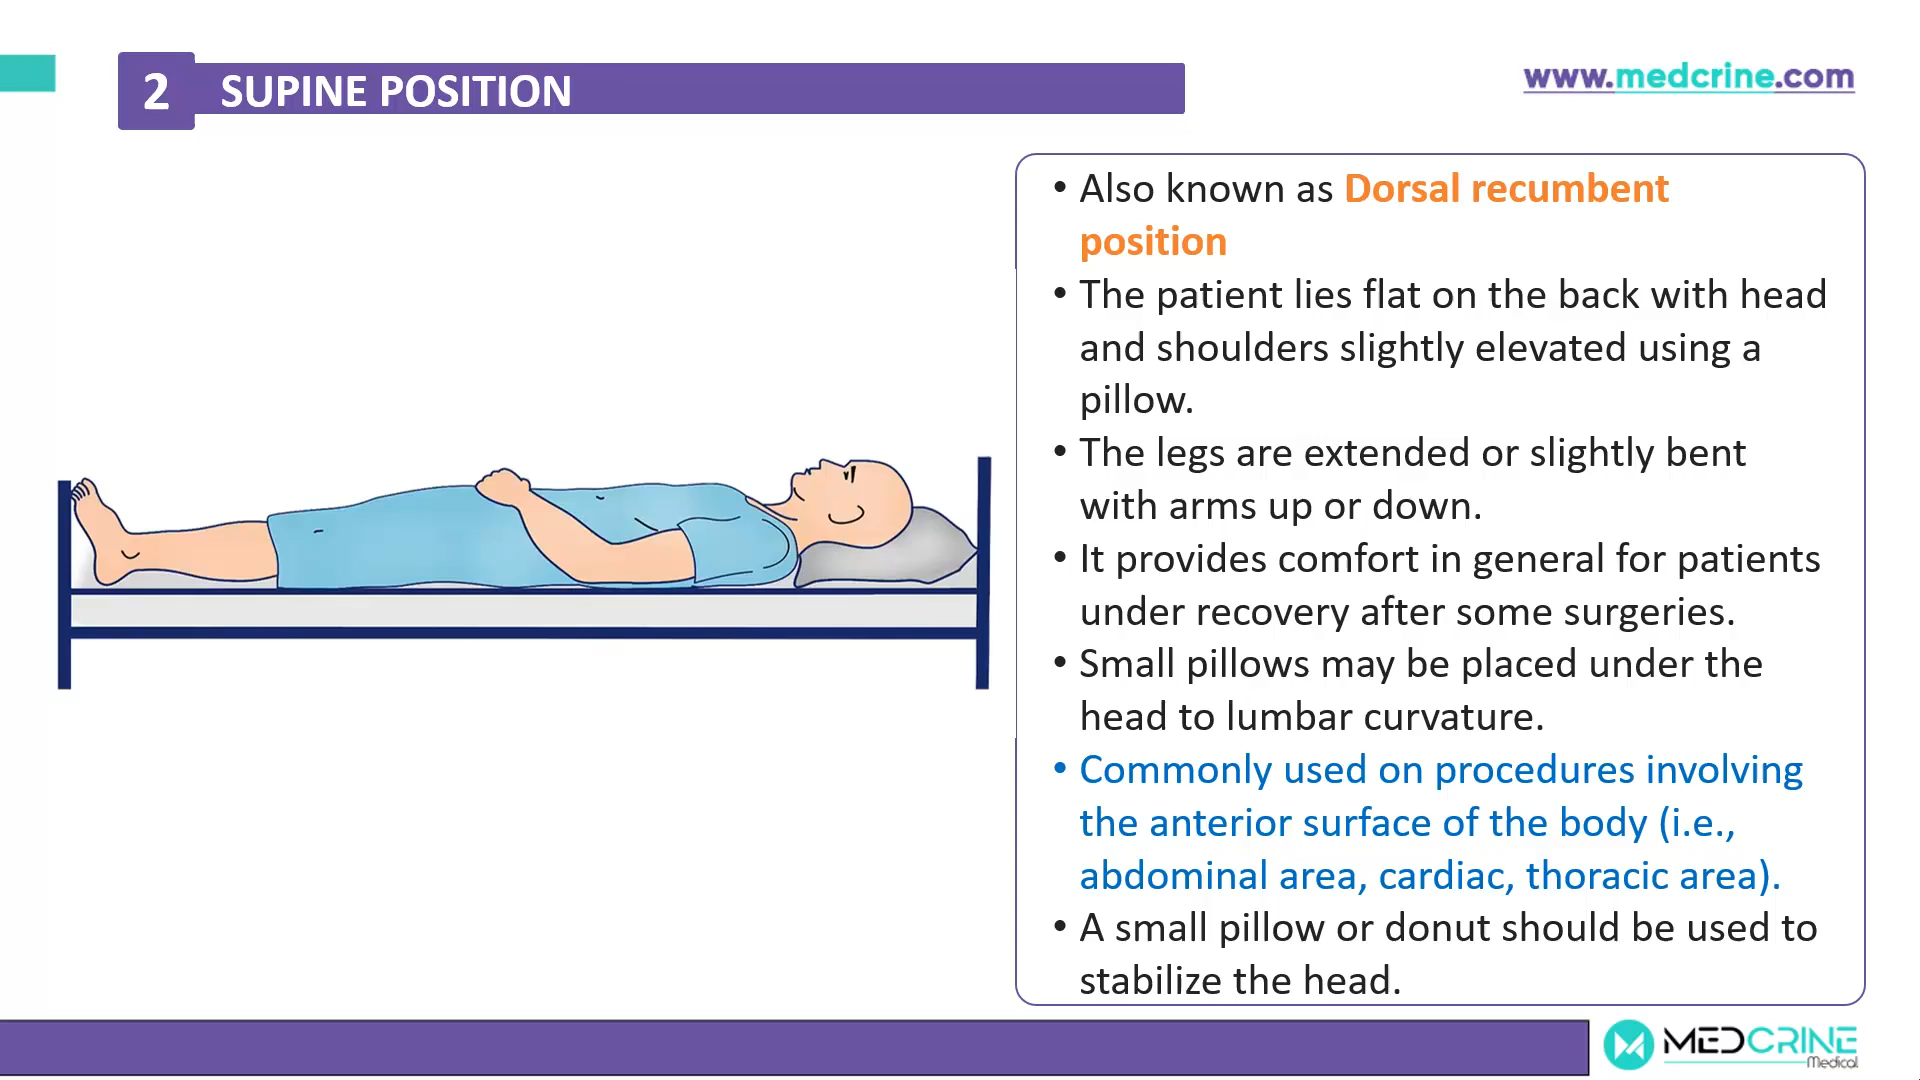 2 SUPINE POSITION
www.medcrine.com
• Also known as Dorsal recumbent
position
• The patient lies flat on the back with head
and shoulders slightly elevated using a
pillow.
• The legs are extended or slightly bent
with arms up or down.
• It provides comfort in general for patients
under recovery after some surgeries.
• Small pillows may be placed under the
head to lumbar curvature.
• Commonly used on procedures involving
the anterior surface of the body (i.e.,
abdominal area, cardiac, thoracic area).
• A small pillow or donut should be used to
stabilize the head.
MEDCRINE
Medical